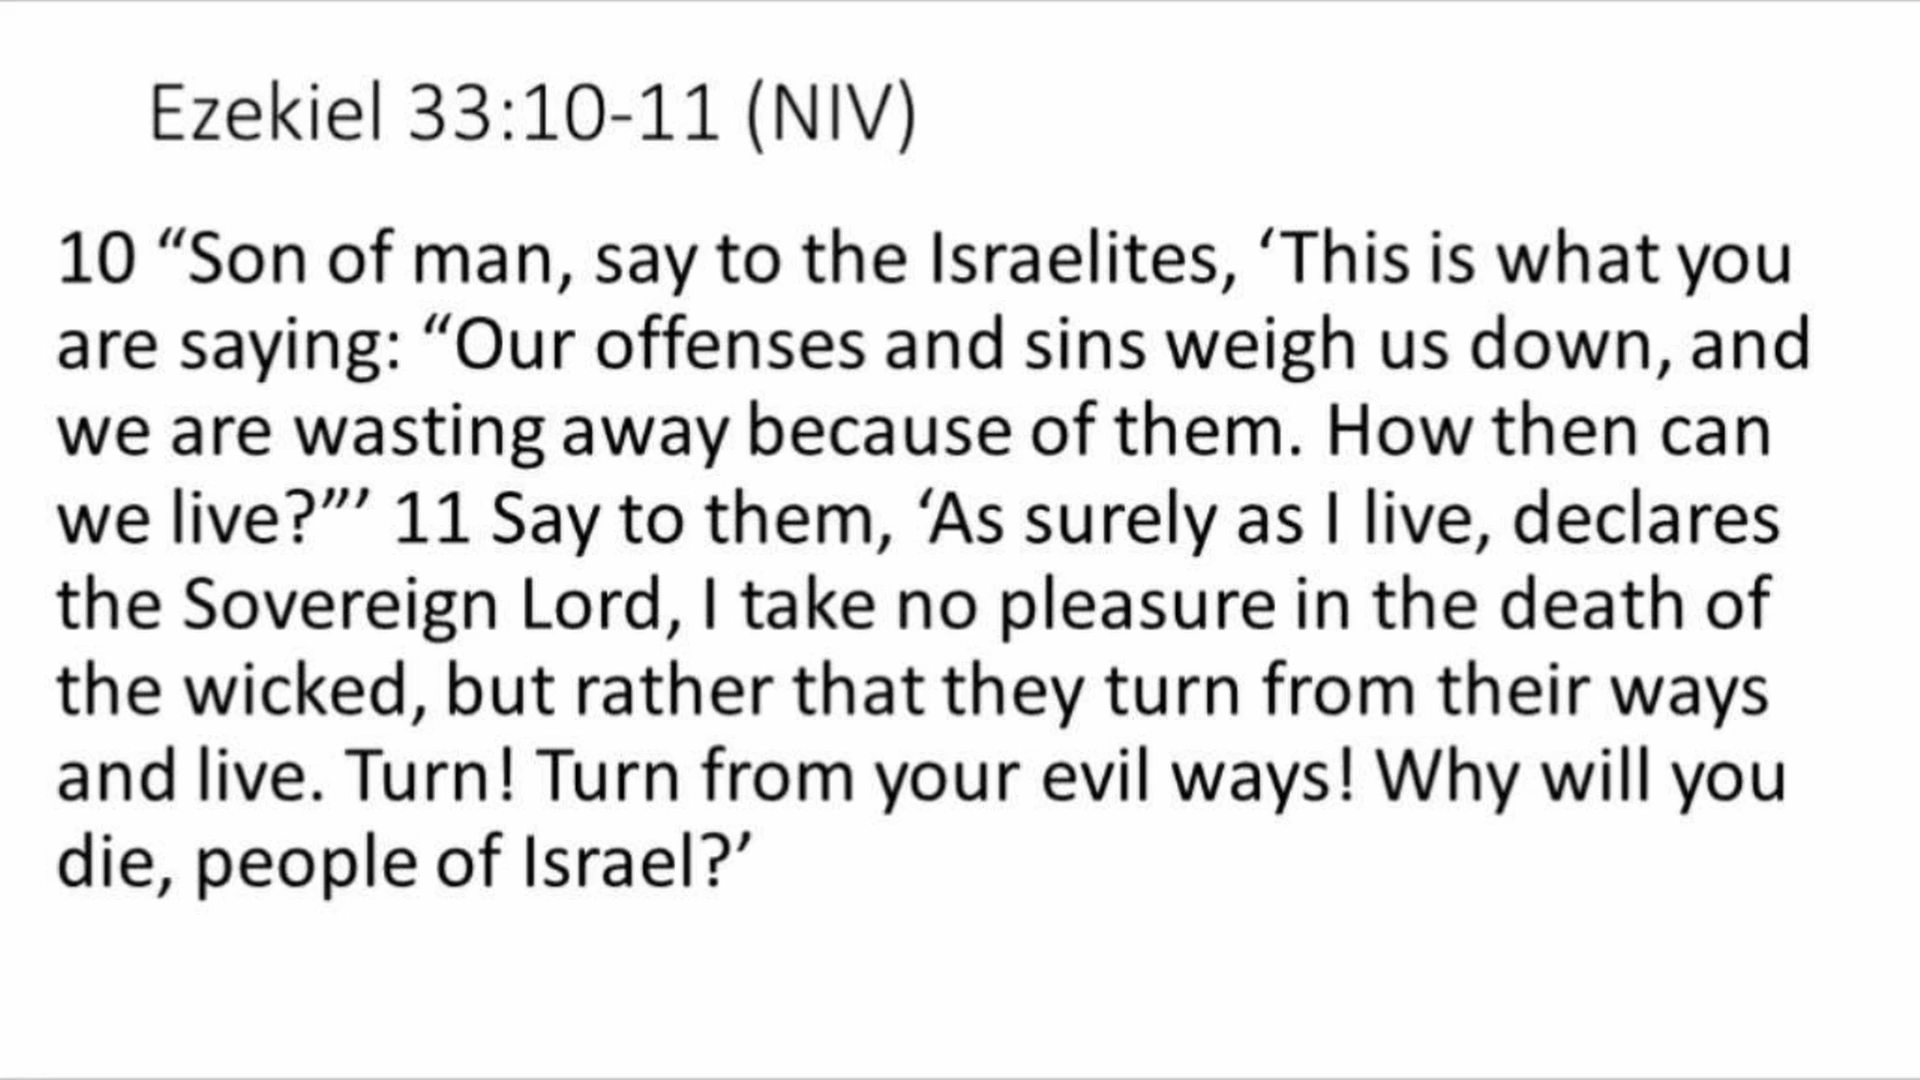 Ezekiel 33:10-11 (NIV)
10 “Son of man, say to the Israelites, ‘This is what you
are saying: “Our offenses and sins weigh us down, and
we are wasting away because of them. How then can
we live?”’ 11 Say to them, ‘As surely as I live, declares
the Sovereign Lord, I take no pleasure in the death of
the wicked, but rather that they turn from their ways
and live. Turn! Turn from your evil ways! Why will you
die, people of Israel?’